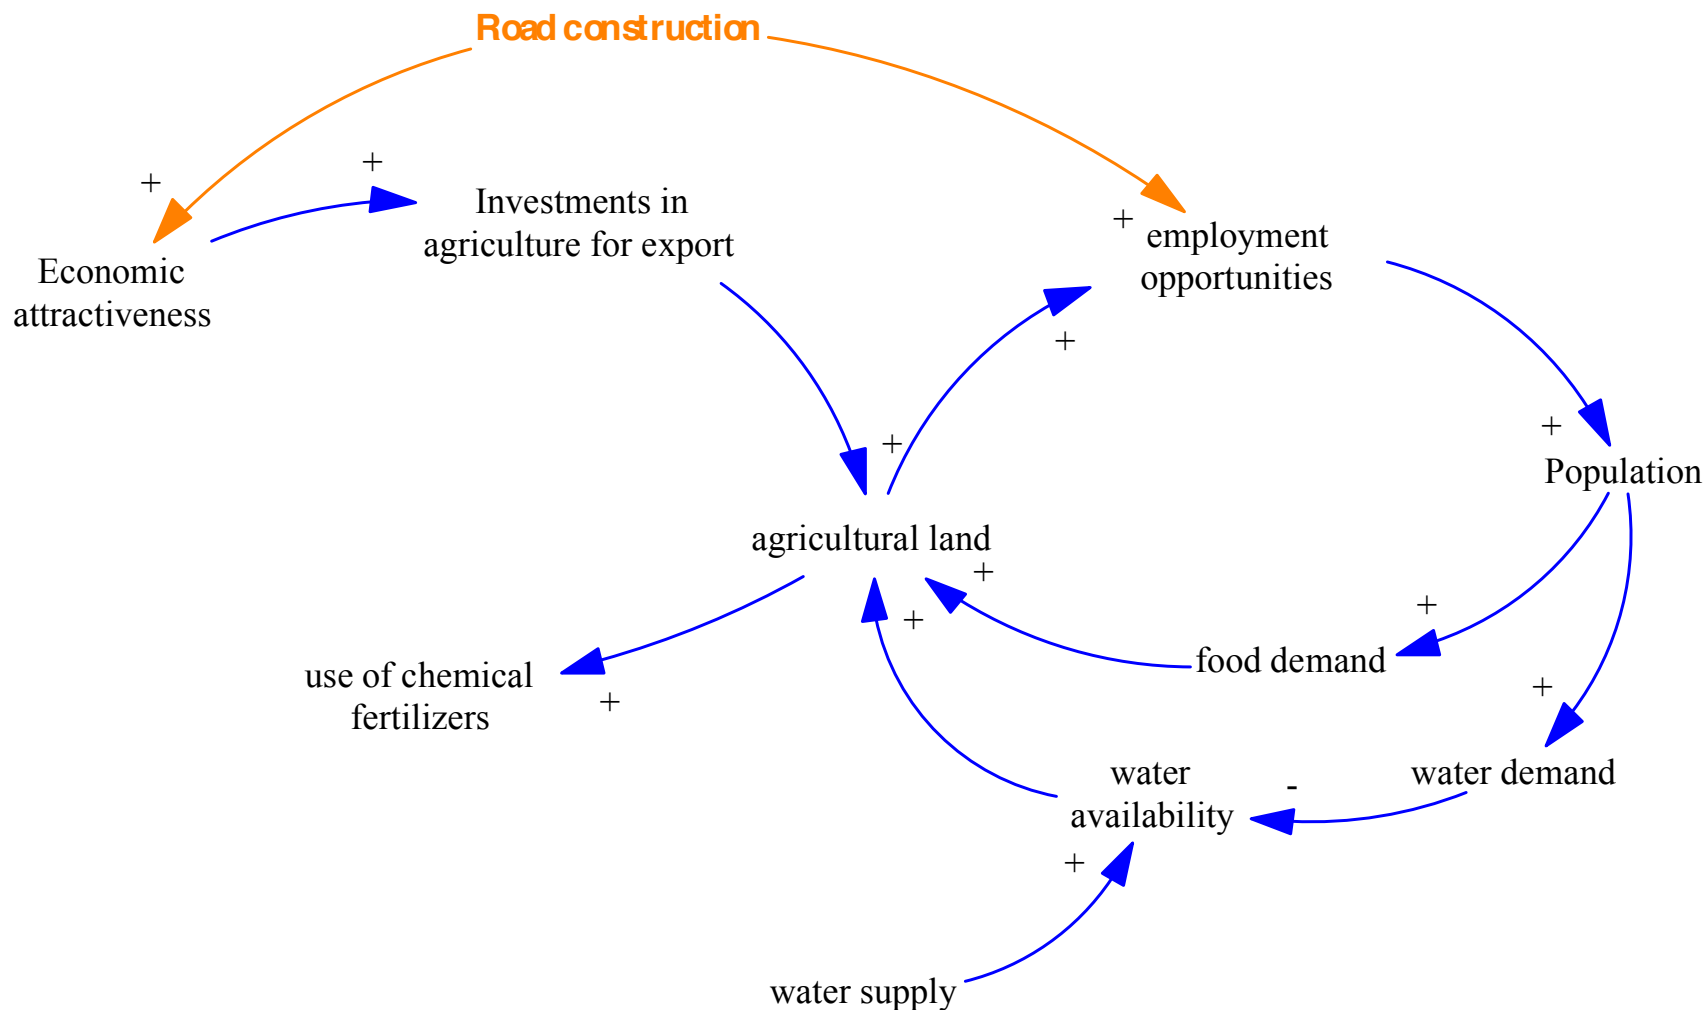 Road construction
+
+
Investments in
agriculture for export
+
employment
opportunities
Economic
attractiveness
+
+
+
Population
agricultural land
+
+
+
food demand
use of chemical
fertilizers
+
+
water
availability
-
water demand
+
water supply